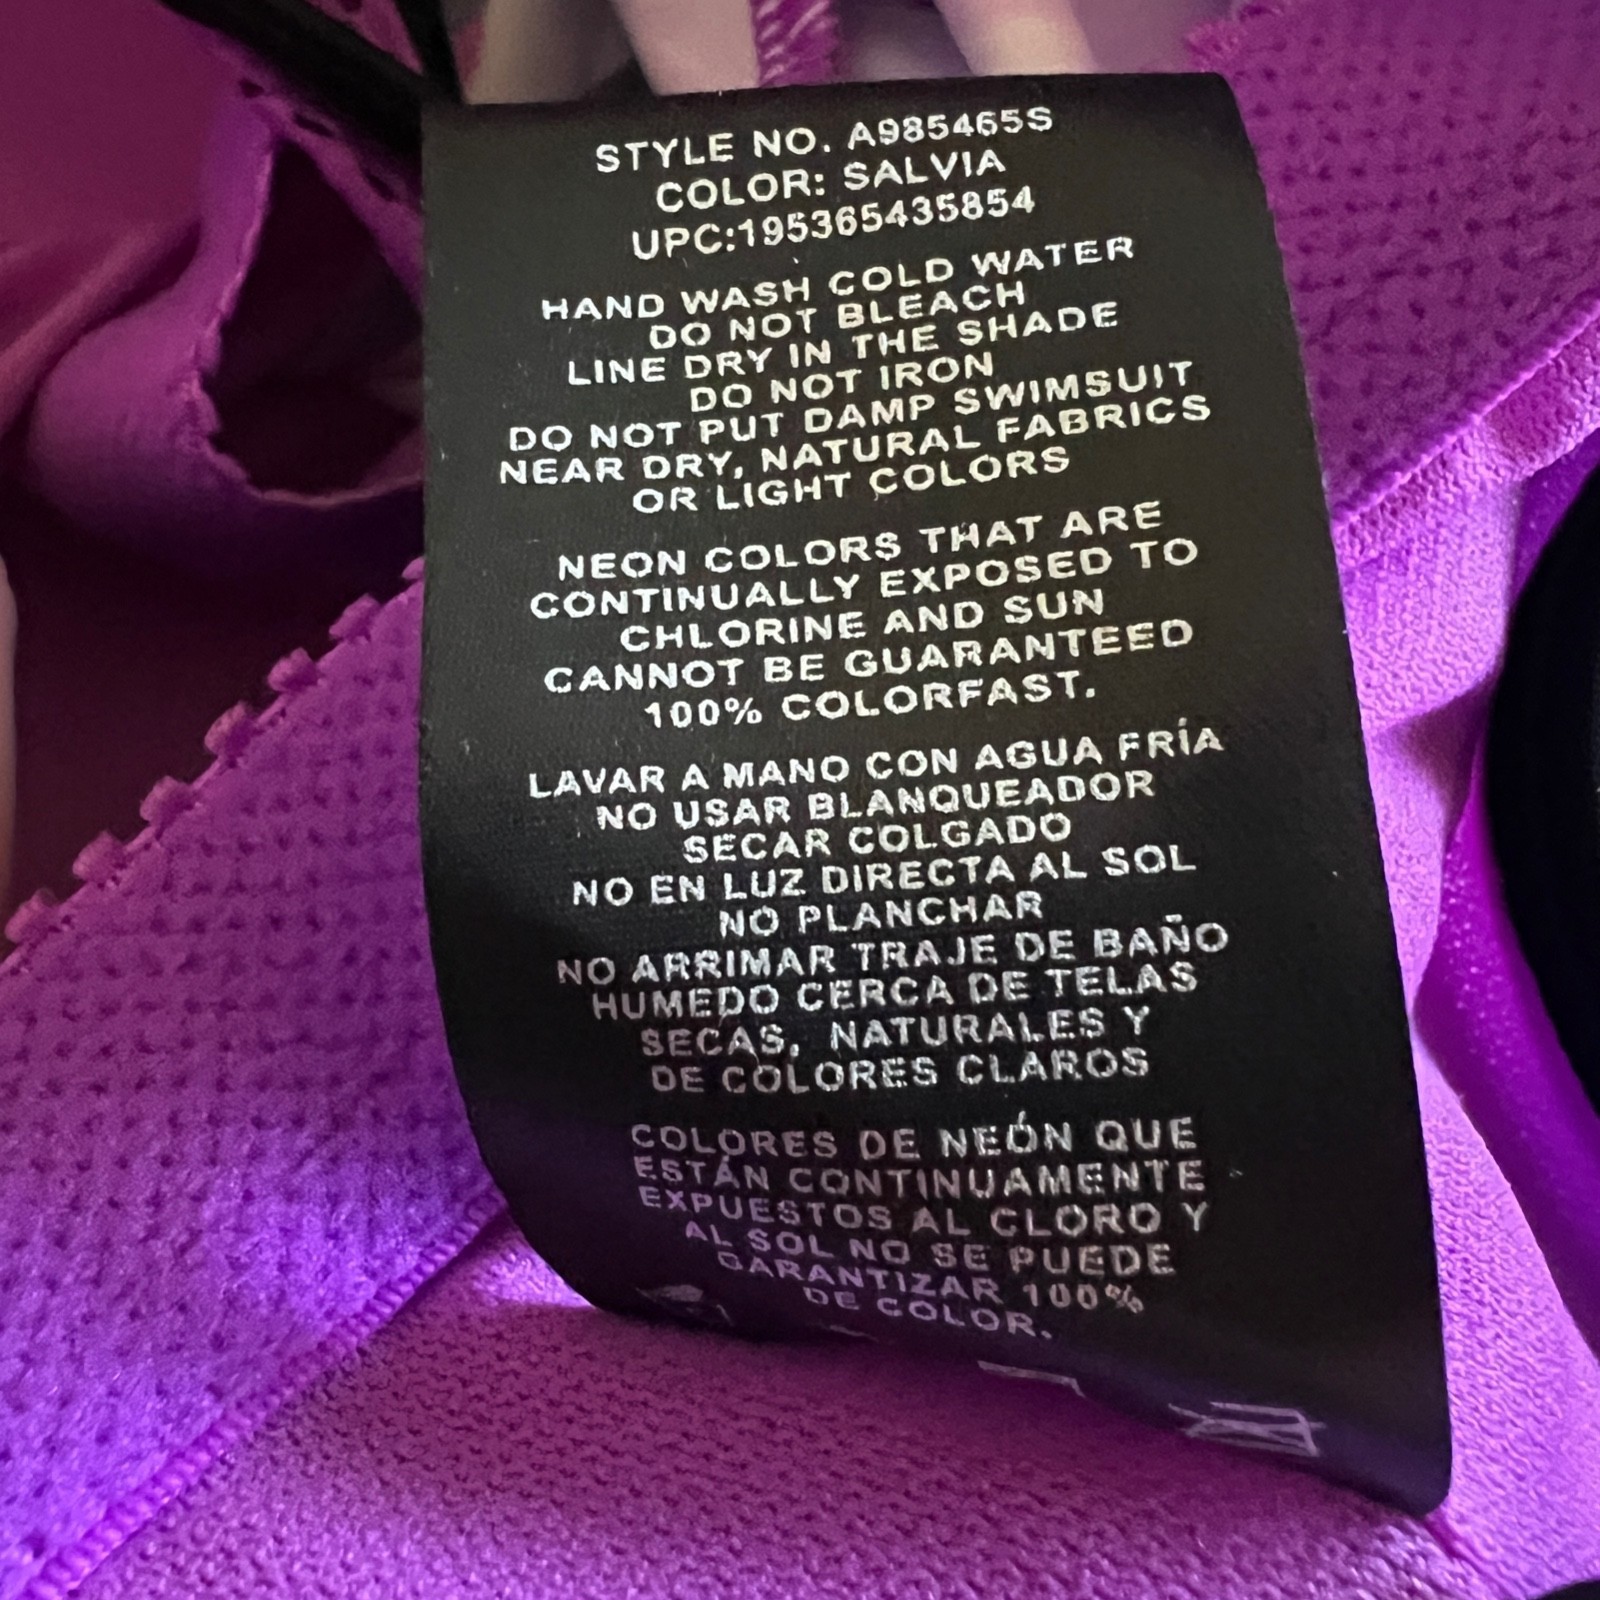 STYLE NO. A985465S
COLOR: SALVIA
UPC:195365435854
HAND WASH COLD WATER
DO NOT BLEACH
LINE DRY IN THE SHADE
DO NOT IRON
DO NOT PUT DAMP SWIMSUIT
NEAR DRY, NATURAL FABRICS
OR LIGHT COLORS
NEON COLORS THAT ARE
CONTINUALLY EXPOSED TO
CHLORINE AND SUN
CANNOT BE GUARANTEED
100% COLORFAST.
LAVAR A MANO CON AGUA FRÍA
NO USAR BLANQUEADOR
SECAR COLGADO
NO EN LUZ DIRECTA AL SOL
NO PLANCHAR
NO ARRIMAR TRAJE DE BAÑO
HUMEDO CERCA DE TELAS
SECAS, NATURALES Y
DE COLORES CLAROS
COLORES DE NEÓN QUE
ESTÁN CONTINUAMENTE
EXPUESTOS AL CLORO Y
AL SOL NO SE PUEDE
GARANTIZAR 100%
DE COLOR.